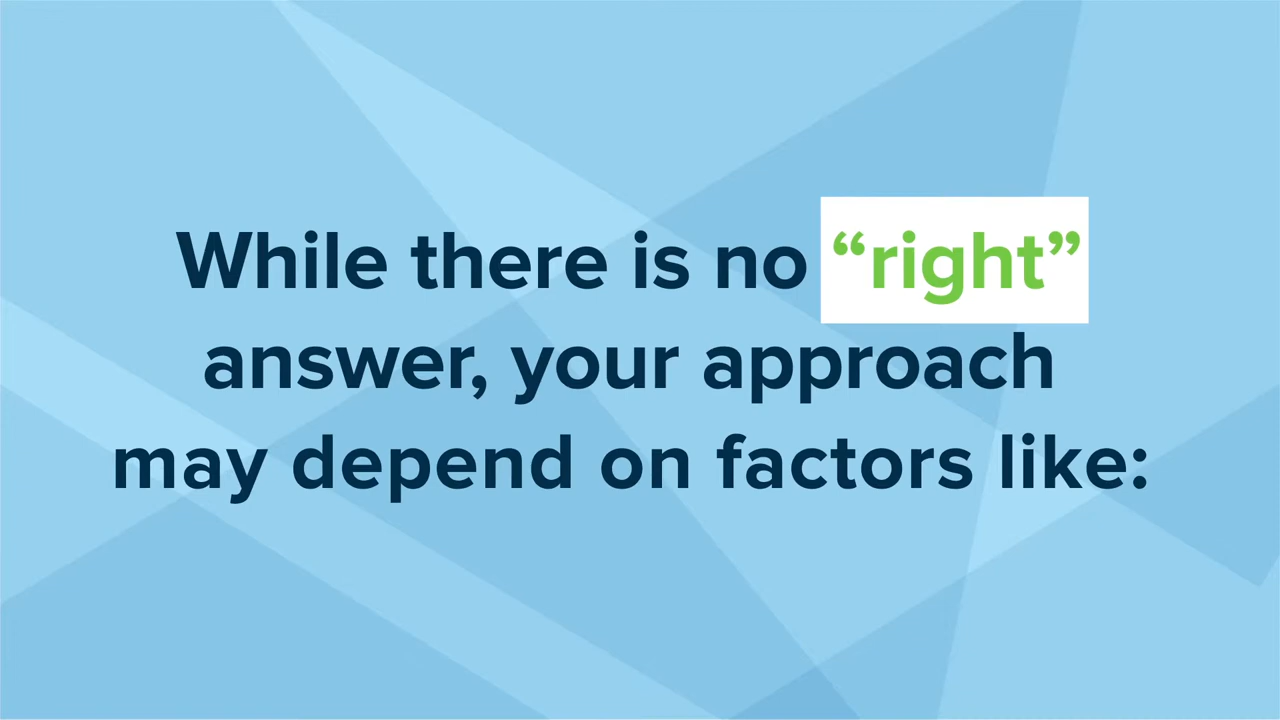 While there is no “right”
answer, your approach
may depend on factors like: